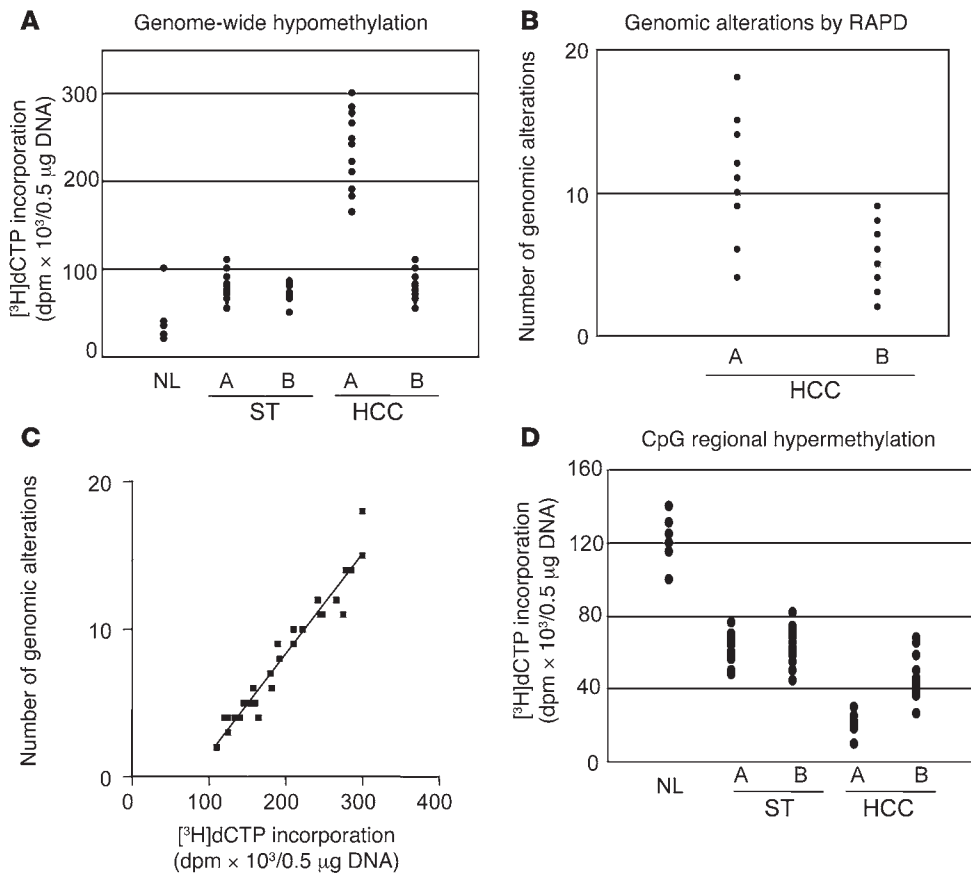 A Genome-wide hypomethylation
[³H]dCTP incorporation
(dpm × 10³/0.5 µg DNA)
300
200
100
0
NL A B A B
ST HCC
B Genomic alterations by RAPD
Number of genomic alterations
20
10
0
A B
HCC
C
Number of genomic alterations
20
10
0
0 100 200 300 400
[³H]dCTP incorporation
(dpm × 10³/0.5 µg DNA)
D CpG regional hypermethylation
[³H]dCTP incorporation
(dpm × 10³/0.5 µg DNA)
160
120
80
40
0
NL A B A B
ST HCC